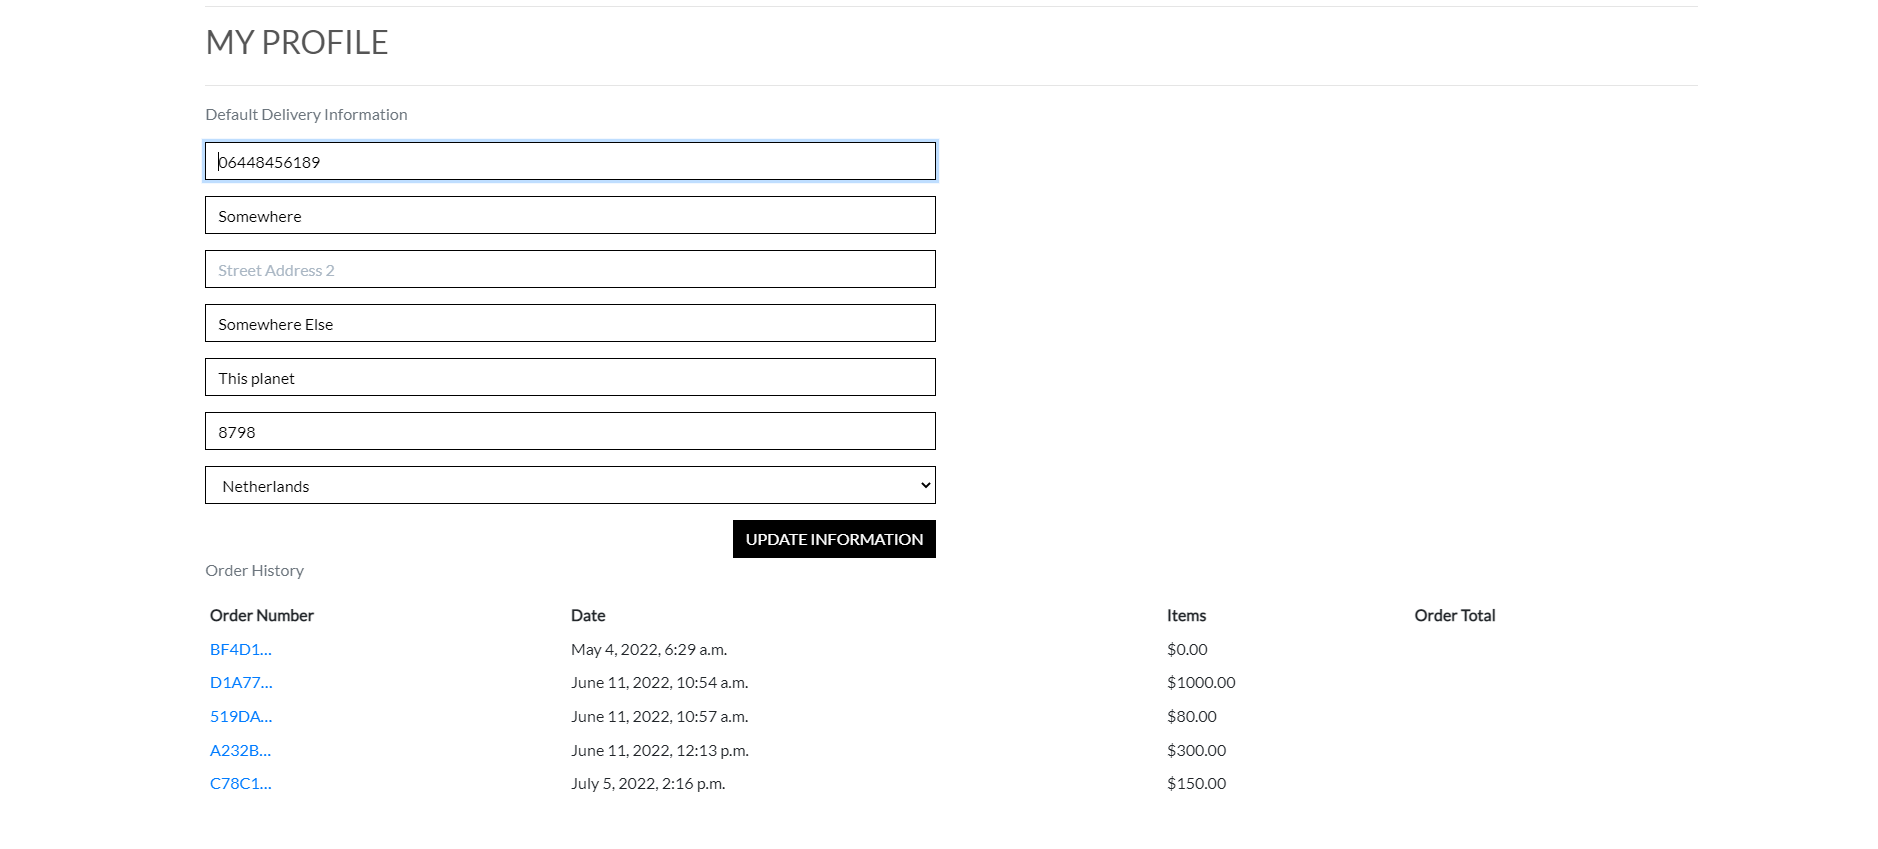 MY PROFILE
Default Delivery Information
06448456189
Somewhere
Street Address 2
Somewhere Else
This planet
8798
Netherlands
UPDATE INFORMATION
Order History
Order Number Date Items Order Total
BF4D1... May 4, 2022, 6:29 a.m. $0.00
D1A77... June 11, 2022, 10:54 a.m. $1000.00
519DA... June 11, 2022, 10:57 a.m. $80.00
A232B... June 11, 2022, 12:13 p.m. $300.00
C78C1... July 5, 2022, 2:16 p.m. $150.00